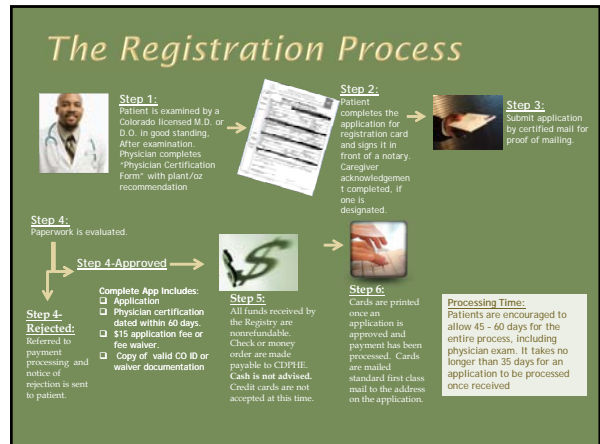 The Registration Process
Step 1:
Patient is examined by a
Colorado licensed M.D. or
D.O. in good standing,
After examination.
Physician completes
"Physician Certification
Form" with plant/oz
recommendation
Step 2:
Patient
completes the
application for
registration card
and signs it in
front of a notary.
Caregiver
acknowledgemen
t completed, if
one is
designated.
Step 3:
Submit application
by certified mail for
proof of mailing.
Step 4:
Paperwork is evaluated.
Step 4-
Rejected:
Referred to
payment
processing and
notice of
rejection is sent
to patient.
Step 4-Approved
Complete App Includes:
❑ Application
❑ Physician certification
dated within 60 days.
❑ $15 application fee or
fee waiver.
❑ Copy of valid CO ID or
waiver documentation
Step 5:
All funds received by
the Registry are
nonrefundable.
Check or money
order are made
payable to CDPHE.
Cash is not advised.
Credit cards are not
accepted at this time.
Step 6:
Cards are printed
once an
application is
approved and
payment has been
processed. Cards
are mailed
standard first class
mail to the address
on the application.
Processing Time:
Patients are encouraged to
allow 45 – 60 days for the
entire process, including
physician exam. It takes no
longer than 35 days for an
application to be processed
once received